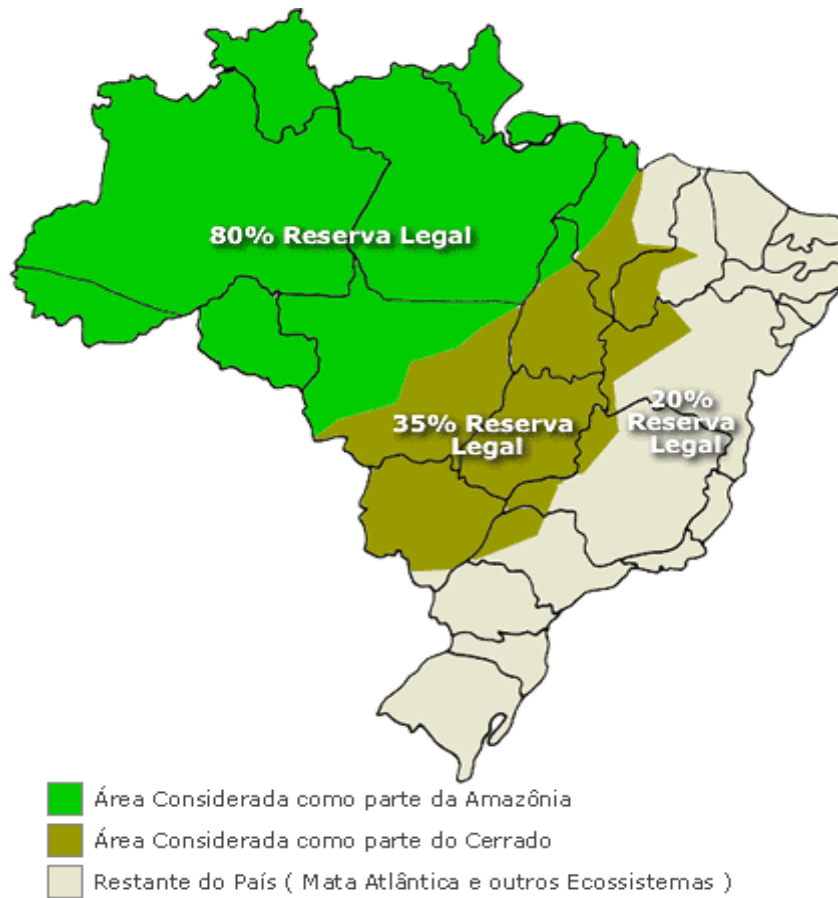 80% Reserva Legal
35% Reserva
Legal
20%
Reserva
Legal
Área Considerada como parte da Amazônia
Área Considerada como parte do Cerrado
Restante do País ( Mata Atlântica e outros Ecossistemas )